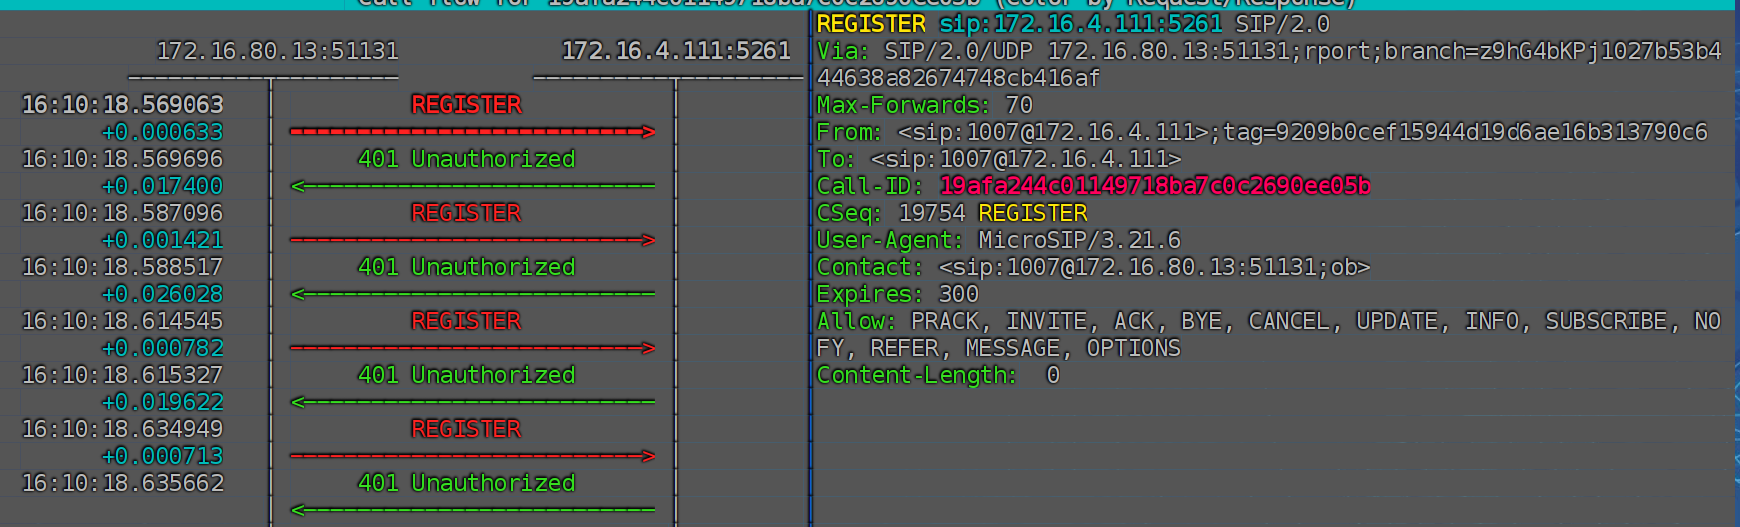 Call flow for 19afa244c01149718ba7c0c2690ee05b (Color by Request/Response)
172.16.80.13:51131 172.16.4.111:5261
16:10:18.569063 REGISTER
+0.000633
16:10:18.569696 401 Unauthorized
+0.017400
16:10:18.587096 REGISTER
+0.001421
16:10:18.588517 401 Unauthorized
+0.026028
16:10:18.614545 REGISTER
+0.000782
16:10:18.615327 401 Unauthorized
+0.019622
16:10:18.634949 REGISTER
+0.000713
16:10:18.635662 401 Unauthorized
REGISTER sip:172.16.4.111:5261 SIP/2.0
Via: SIP/2.0/UDP 172.16.80.13:51131;rport;branch=z9hG4bKPj1027b53b4
44638a82674748cb416af
Max-Forwards: 70
From: <sip:1007@172.16.4.111>;tag=9209b0cef15944d19d6ae16b313790c6
To: <sip:1007@172.16.4.111>
Call-ID: 19afa244c01149718ba7c0c2690ee05b
CSeq: 19754 REGISTER
User-Agent: MicroSIP/3.21.6
Contact: <sip:1007@172.16.80.13:51131;ob>
Expires: 300
Allow: PRACK, INVITE, ACK, BYE, CANCEL, UPDATE, INFO, SUBSCRIBE, NO
FY, REFER, MESSAGE, OPTIONS
Content-Length: 0